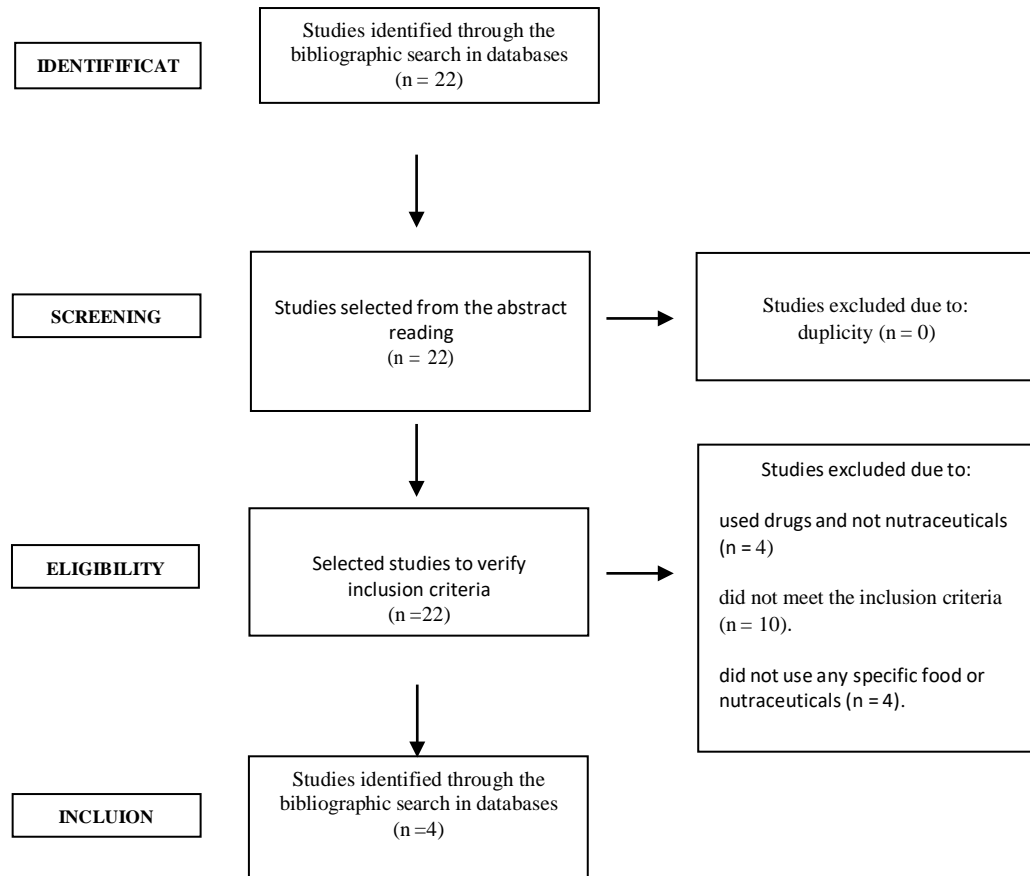 IDENTIFIFICAT
Studies identified through the
bibliographic search in databases
(n = 22)
SCREENING
Studies selected from the abstract
reading
(n = 22)
Studies excluded due to:
duplicity (n = 0)
ELIGIBILITY
Selected studies to verify
inclusion criteria
(n =22)
Studies excluded due to:
used drugs and not nutraceuticals
(n = 4)
did not meet the inclusion criteria
(n = 10).
did not use any specific food or
nutraceuticals (n = 4).
INCLUION
Studies identified through the
bibliographic search in databases
(n =4)